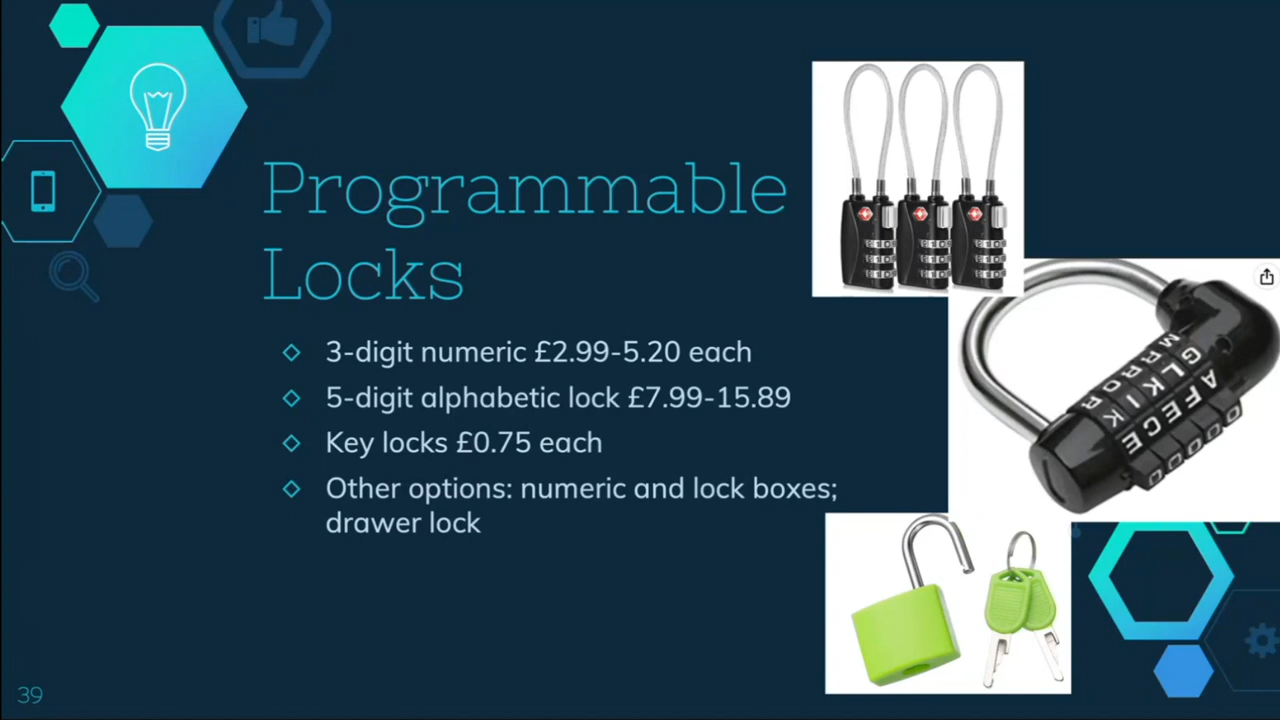 Programmable
Locks
3-digit numeric £2.99-5.20 each
5-digit alphabetic lock £7.99-15.89
Key locks £0.75 each
Other options: numeric and lock boxes;
drawer lock
39